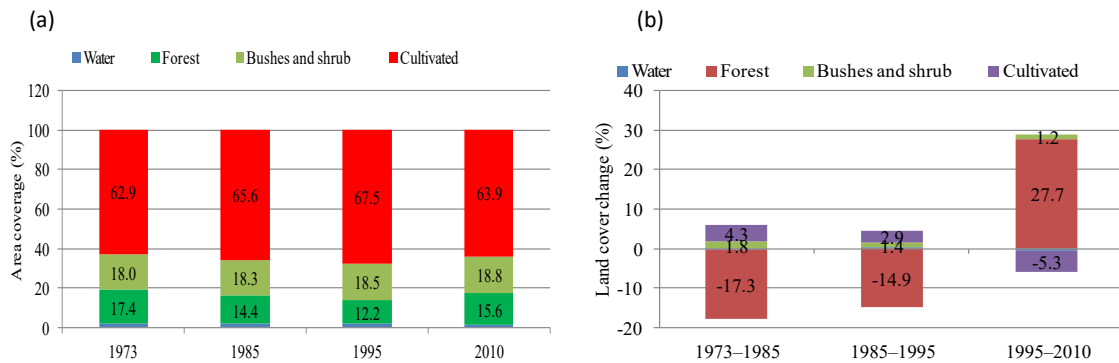 (a)
Water Forest Bushes and shrub Cultivated
Area coverage (%)
120
100
80
60
40
20
0
62.9 65.6 67.5 63.9
18.0 18.3 18.5 18.8
17.4 14.4 12.2 15.6
1973 1985 1995 2010
(b)
Water Forest Bushes and shrub Cultivated
Land cover change (%)
40
30
20
10
0
-10
-20
4.3 2.9 1.2
1.8 1.4 27.7
-17.3 -14.9 -5.3
1973–1985 1985–1995 1995–2010